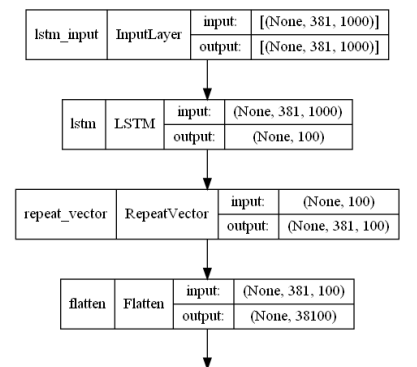 lstm_input InputLayer input: [(None, 381, 1000)]
output: [(None, 381, 1000)]
lstm LSTM input: (None, 381, 1000)
output: (None, 100)
repeat_vector RepeatVector input: (None, 100)
output: (None, 381, 100)
flatten Flatten input: (None, 381, 100)
output: (None, 38100)